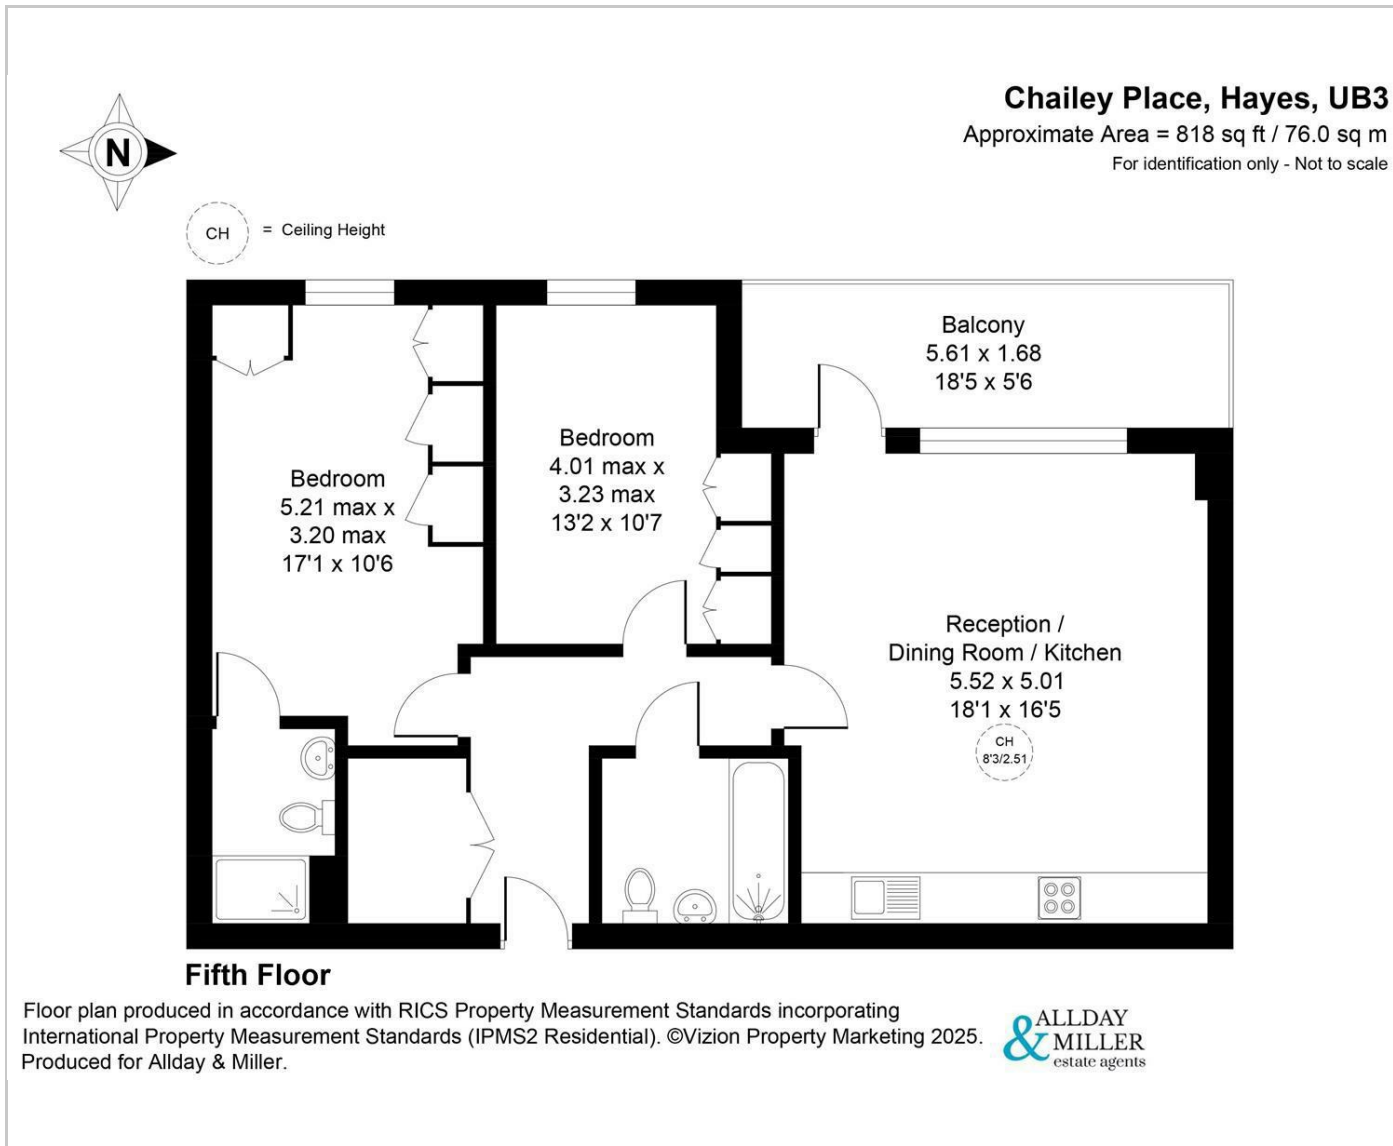 Chailey Place, Hayes, UB3
Approximate Area = 818 sq ft / 76.0 sq m
For identification only - Not to scale
N
CH = Ceiling Height
Balcony
5.61 x 1.68
18'5 x 5'6
Bedroom
4.01 max x
3.23 max
13'2 x 10'7
Bedroom
5.21 max x
3.20 max
17'1 x 10'6
Reception /
Dining Room / Kitchen
5.52 x 5.01
18'1 x 16'5
CH
8'3/2.51
Fifth Floor
Floor plan produced in accordance with RICS Property Measurement Standards incorporating
International Property Measurement Standards (IPMS2 Residential). ©Vizion Property Marketing 2025.
Produced for Allday & Miller.
ALLDAY
& MILLER
estate agents